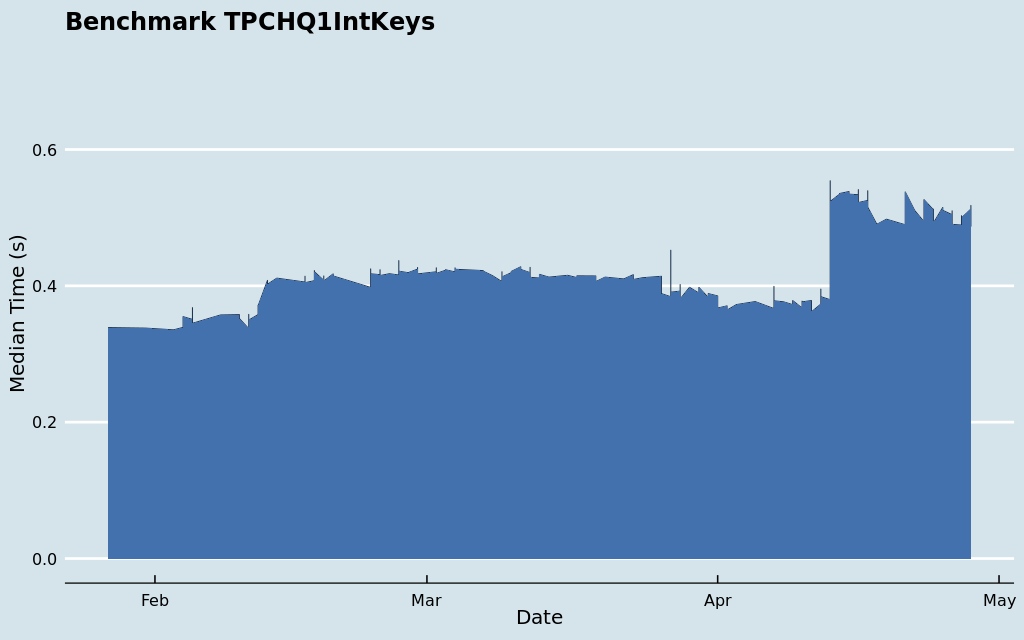 Benchmark TPCHQ1IntKeys
Median Time (s)
0.6
0.4
0.2
0.0
Feb Mar Apr May
Date